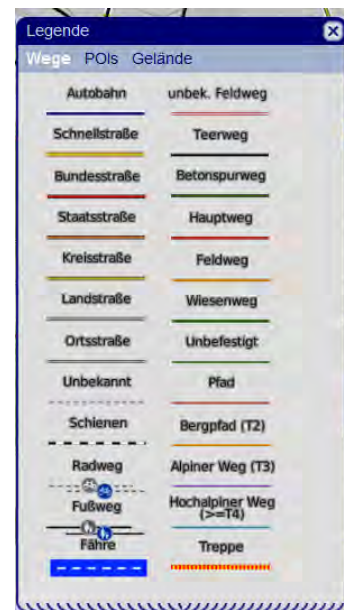 Legende
Wege POIs Gelände
Autobahn unbek. Feldweg
Schnellstraße Teerweg
Bundesstraße Betonspurweg
Staatsstraße Hauptweg
Kreisstraße Feldweg
Landstraße Wiesenweg
Ortsstraße Unbefestigt
Unbekannt Pfad
Schienen Bergpfad (T2)
Radweg Alpiner Weg (T3)
Fußweg Hochalpiner Weg
(>=T4)
Fähre Treppe